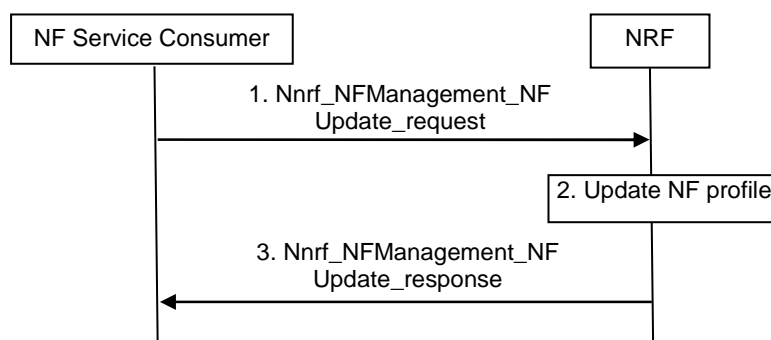 NF Service Consumer
NRF
1. Nnrf_NFManagement_NF
Update_request
2. Update NF profile
3. Nnrf_NFManagement_NF
Update_response